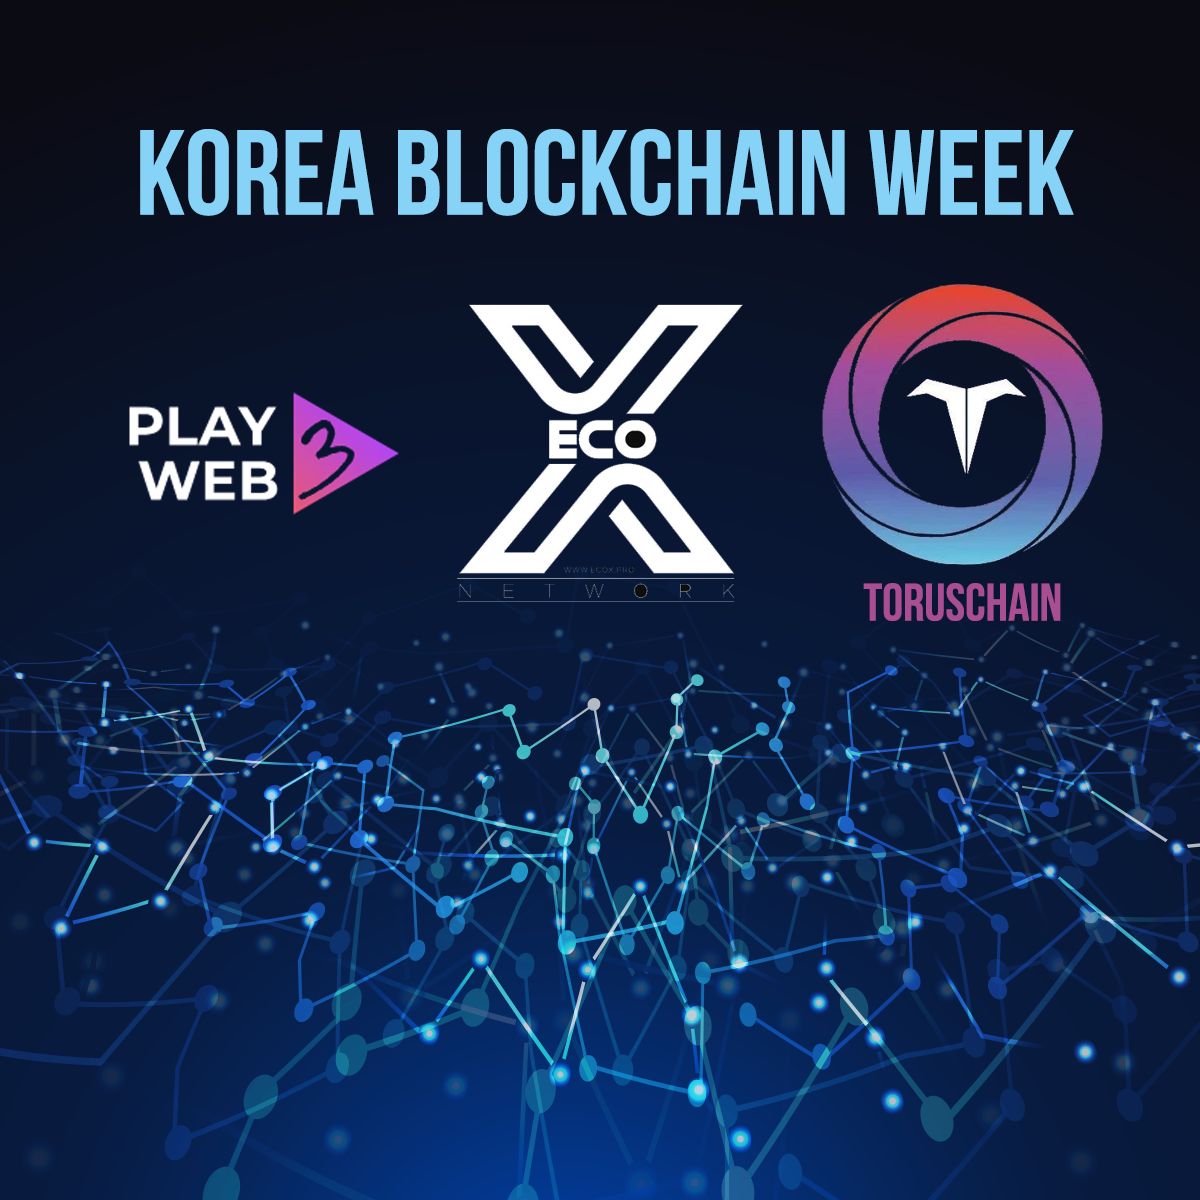 KOREA BLOCKCHAIN WEEK
PLAY
WEB 3
ECO
WWW.ECOX.PRO
NETWORK
TORUSCHAIN